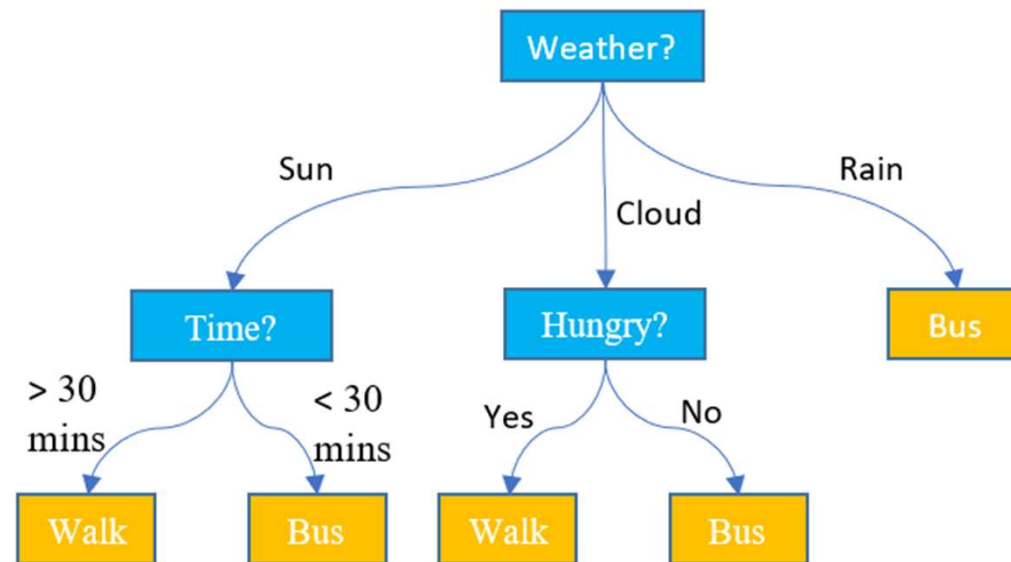 Weather?
Sun
Cloud
Rain
Time?
Hungry?
Bus
> 30
mins
< 30
mins
Yes
No
Walk
Bus
Walk
Bus